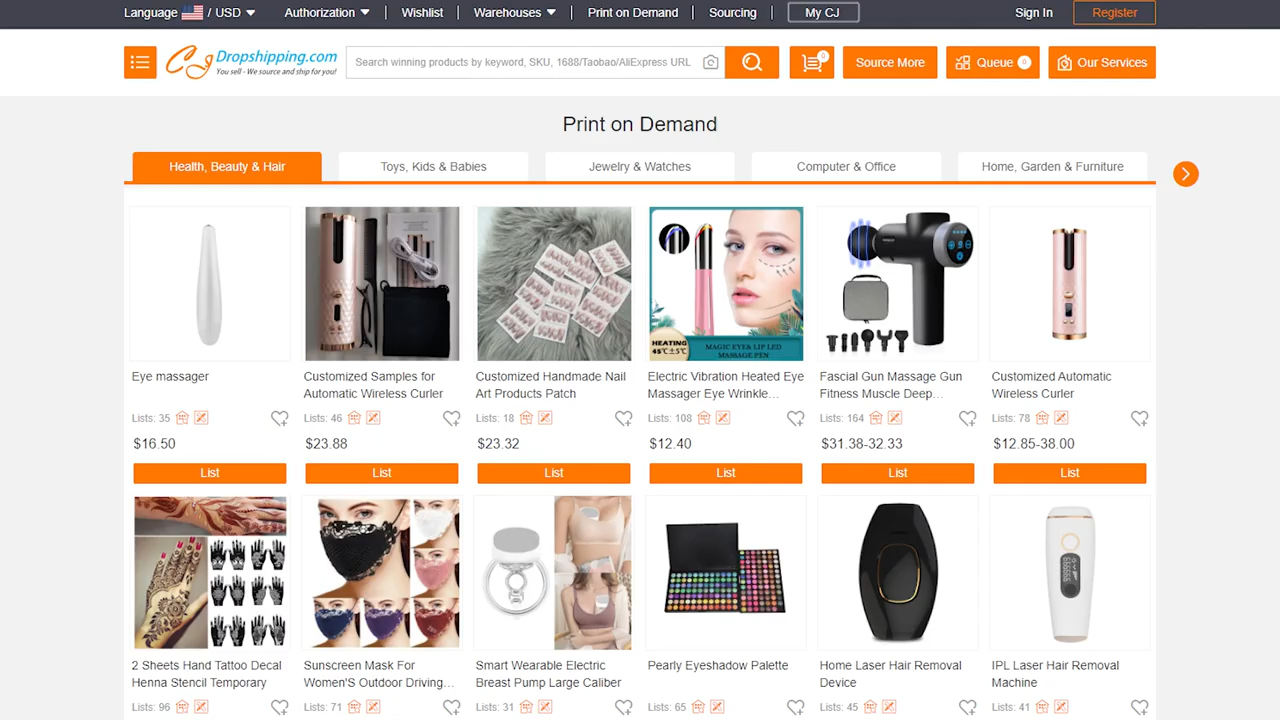 Language / USD Authorization Wishlist Warehouses Print on Demand Sourcing My CJ Sign In Register
CJ Dropshipping.com
You sell - We source and ship for you!
Search winning products by keyword, SKU, 1688/Taobao/AliExpress URL
0
Source More
Queue 0
Our Services
Print on Demand
Health, Beauty & Hair
Toys, Kids & Babies
Jewelry & Watches
Computer & Office
Home, Garden & Furniture
HEATING
45°C±5°C
MAGIC EYE& LIP LED
MASSAGE PEN
Eye massager
Lists: 35
$16.50
List
Customized Samples for
Automatic Wireless Curler
Lists: 46
$23.88
List
Customized Handmade Nail
Art Products Patch
Lists: 18
$23.32
List
Electric Vibration Heated Eye
Massager Eye Wrinkle...
Lists: 108
$12.40
List
Fascial Gun Massage Gun
Fitness Muscle Deep...
Lists: 164
$31.38-32.33
List
Customized Automatic
Wireless Curler
Lists: 78
$12.85-38.00
List
2 Sheets Hand Tattoo Decal
Henna Stencil Temporary
Lists: 96
Sunscreen Mask For
Women'S Outdoor Driving...
Lists: 71
Smart Wearable Electric
Breast Pump Large Caliber
Lists: 31
Pearly Eyeshadow Palette
Lists: 65
Home Laser Hair Removal
Device
Lists: 45
IPL Laser Hair Removal
Machine
Lists: 39